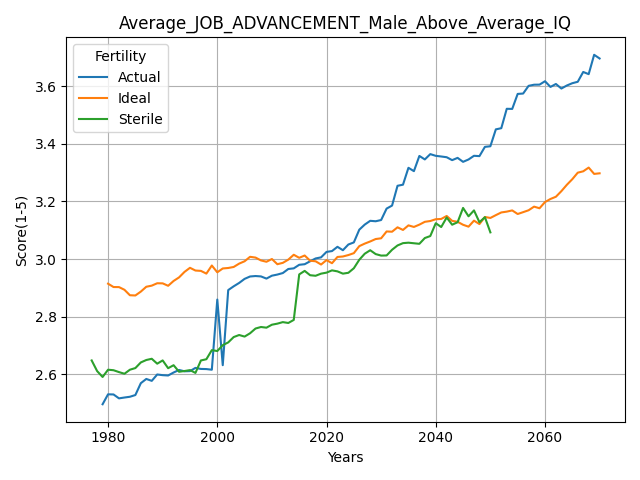 Average_JOB_ADVANCEMENT_Male_Above_Average_IQ
Fertility
Actual
Ideal
Sterile
Score(1-5)
3.6
3.4
3.2
3.0
2.8
2.6
1980 2000 2020 2040 2060
Years